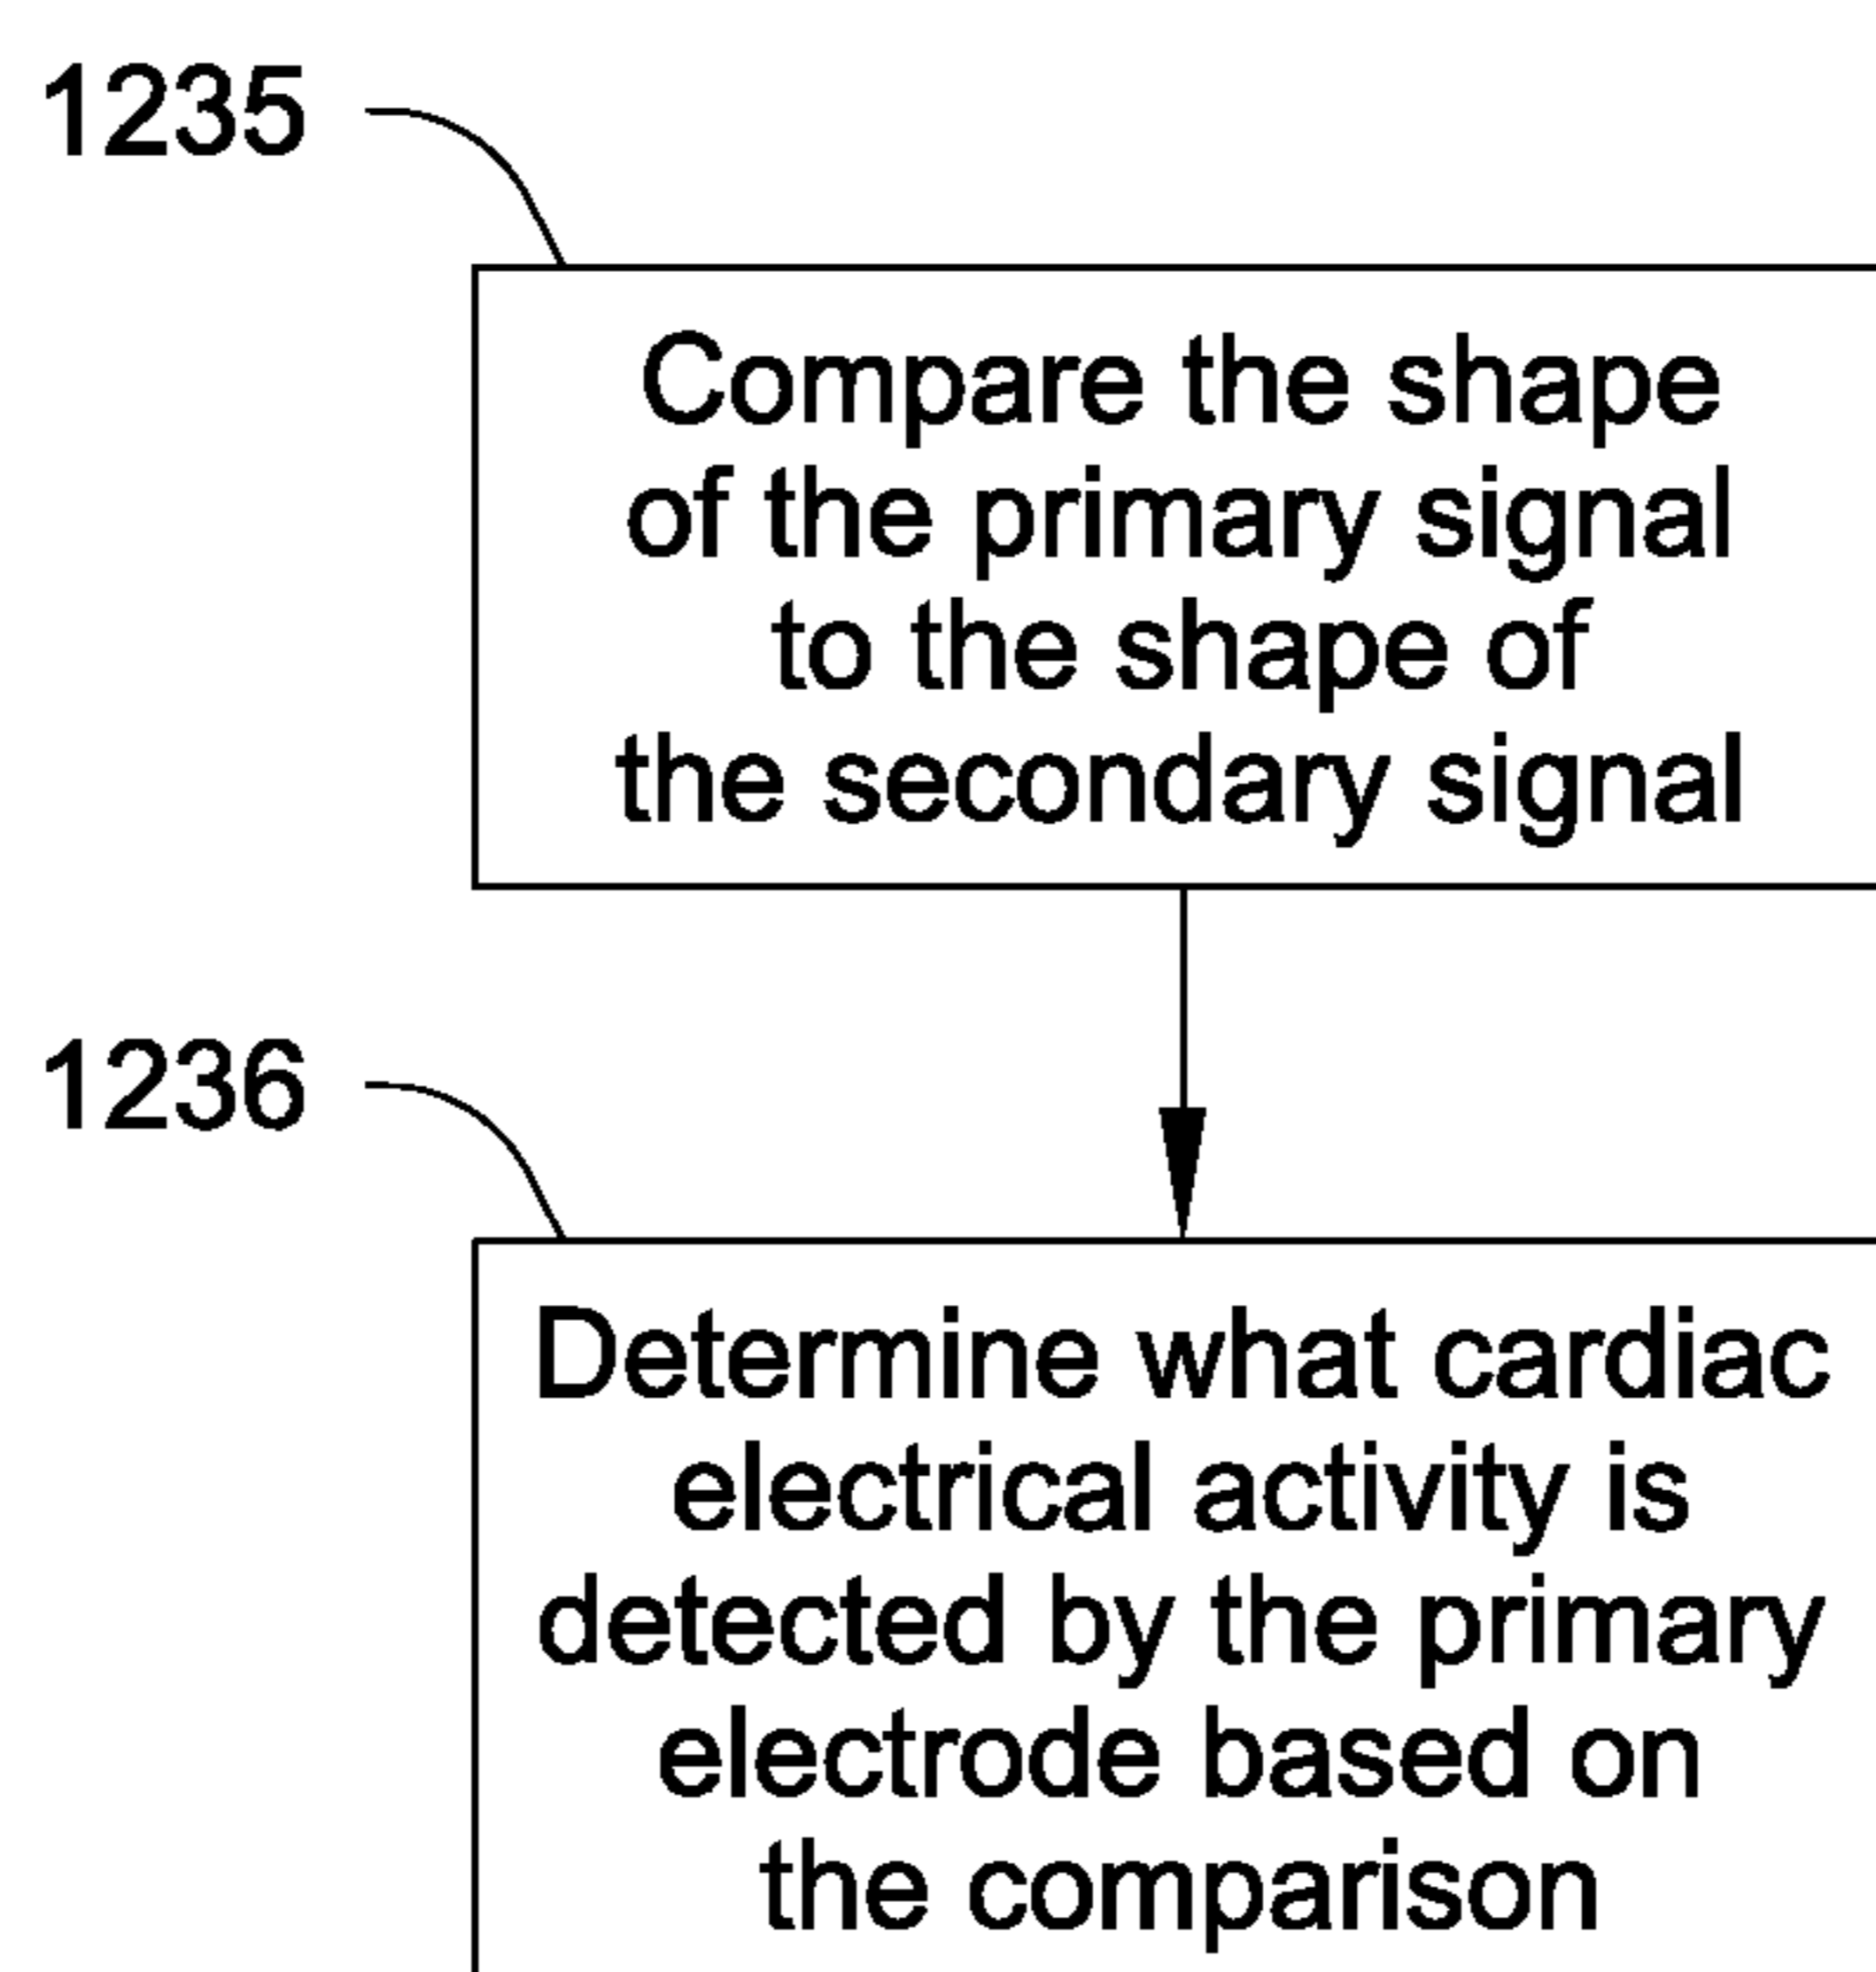 1235
Compare the shape
of the primary signal
to the shape of
the secondary signal
1236
Determine what cardiac
electrical activity is
detected by the primary
electrode based on
the comparison